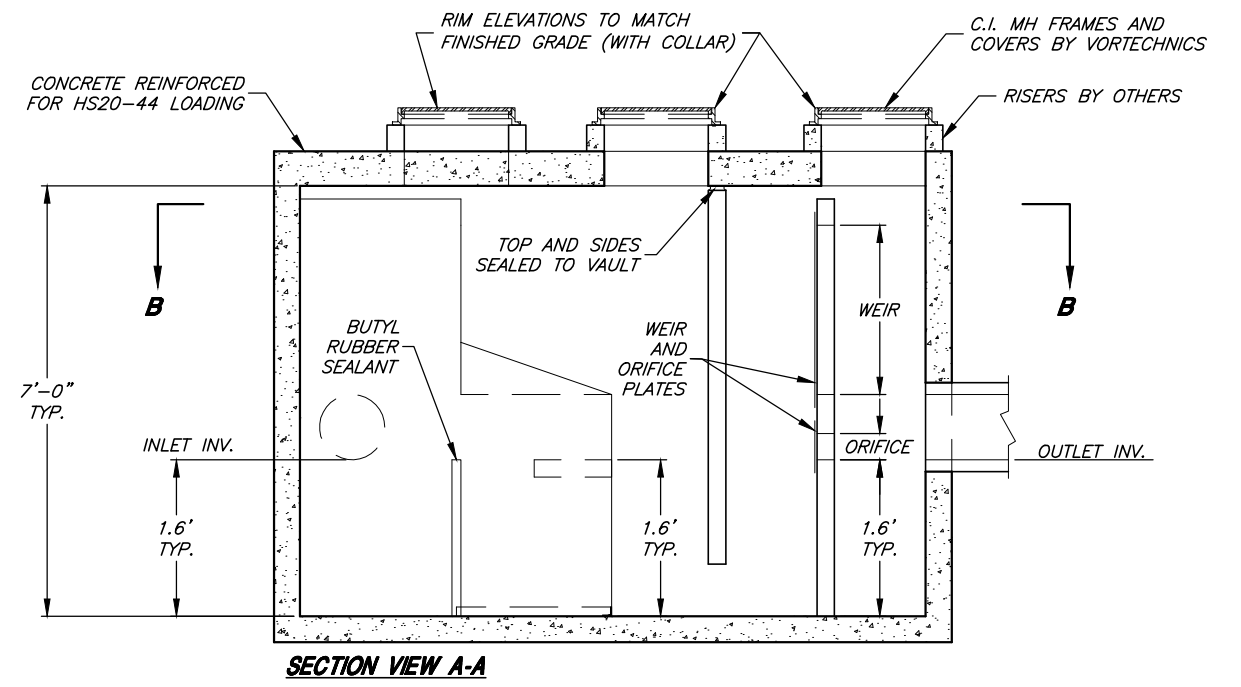 RIM ELEVATIONS TO MATCH
FINISHED GRADE (WITH COLLAR)
C.I. MH FRAMES AND
COVERS BY VORTECHNICS
CONCRETE REINFORCED
FOR HS20-44 LOADING
RISERS BY OTHERS
TOP AND SIDES
SEALED TO VAULT
B
B
WEIR
BUTYL
RUBBER
SEALANT
WEIR
AND
ORIFICE
PLATES
7'-0"
TYP.
INLET INV.
ORIFICE
OUTLET INV.
1.6'
TYP.
1.6'
TYP.
1.6'
TYP.
SECTION VIEW A-A